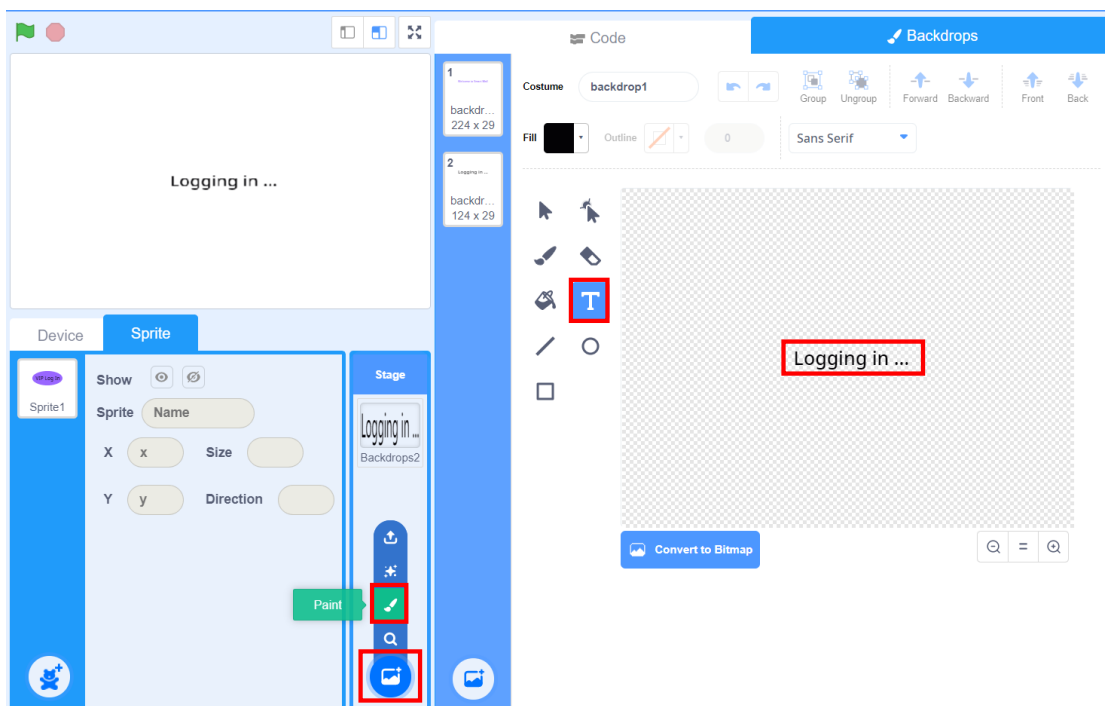 Code
Backdrops
Logging in ...
1
backdr...
224 x 29
2
Logging in ...
backdr...
124 x 29
Costume
backdrop1
Group
Ungroup
Forward
Backward
Front
Back
Fill
Outline
0
Sans Serif
T
Logging in ...
Convert to Bitmap
=
Device
Sprite
Sprite1
Show
Sprite
Name
X
x
Size
Y
y
Direction
Stage
Logging in ...
Backdrops2
Paint